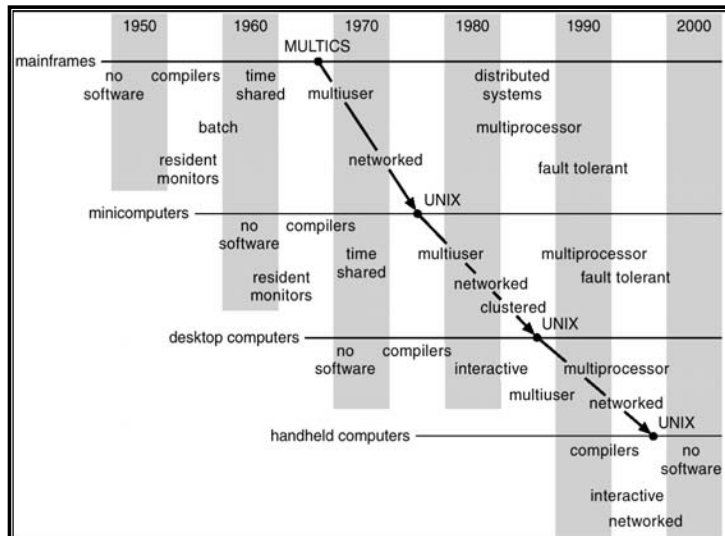 1950 1960 1970 1980 1990 2000
MULTICS
mainframes
no compilers time distributed
software shared multiuser systems
batch multiprocessor
resident networked fault tolerant
monitors
UNIX
minicomputers
no compilers
software time multiuser multiprocessor
shared
resident networked fault tolerant
monitors
clustered
UNIX
desktop computers
no compilers
software interactive multiprocessor
multiuser
networked
UNIX
handheld computers
compilers no
software
interactive
networked